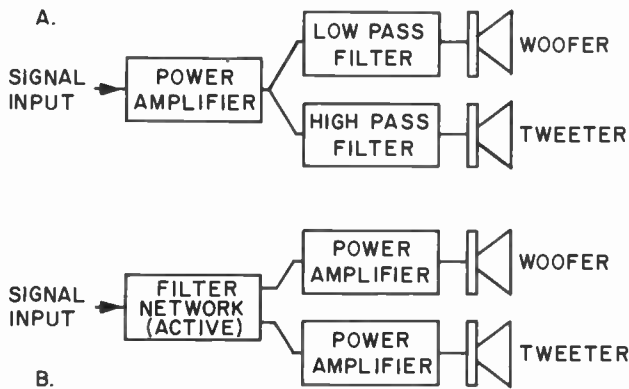 A.
SIGNAL
INPUT
POWER
AMPLIFIER
LOW PASS
FILTER
WOOFER
HIGH PASS
FILTER
TWEETER
SIGNAL
INPUT
FILTER
NETWORK
(ACTIVE)
POWER
AMPLIFIER
WOOFER
POWER
AMPLIFIER
TWEETER
B.